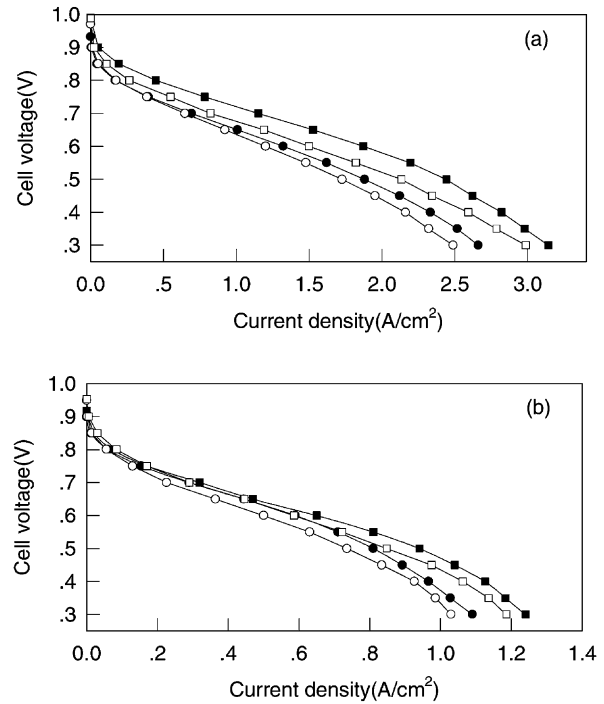 (a)
1.0
.9
.8
.7
.6
.5
.4
.3
Cell voltage(V)
0.0 .5 1.0 1.5 2.0 2.5 3.0
Current density(A/cm²)
(b)
1.0
.9
.8
.7
.6
.5
.4
.3
Cell voltage(V)
0.0 .2 .4 .6 .8 1.0 1.2 1.4
Current density(A/cm²)